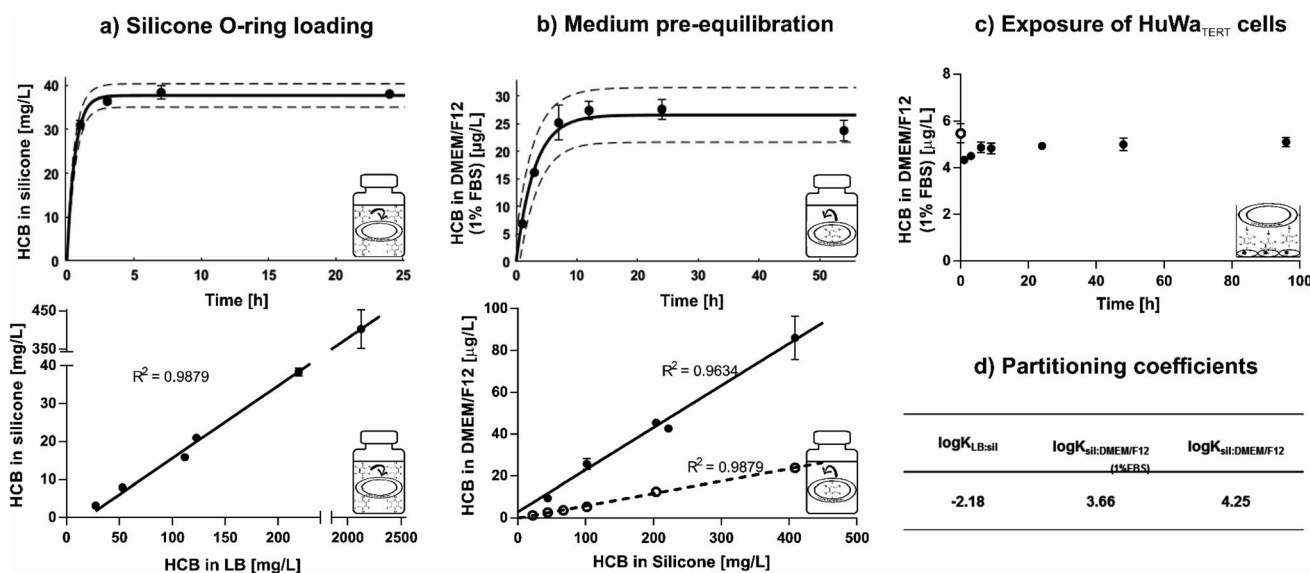 a) Silicone O-ring loading
HCB in silicone [mg/L]
40
30
20
10
0
0 5 10 15 20 25
Time [h]
450
350
40
30
20
10
0
HCB in silicone [mg/L]
R² = 0.9879
0 50 100 150 200 2000 2500
HCB in LB [mg/L]
b) Medium pre-equilibration
HCB in DMEM/F12
(1% FBS) [µg/L]
35
30
25
20
15
10
5
0
0 10 20 30 40 50
Time [h]
HCB in DMEM/F12 [µg/L]
100
80
60
40
20
0
R² = 0.9634
R² = 0.9879
0 100 200 300 400 500
HCB in Silicone [mg/L]
c) Exposure of HuWaTERT cells
HCB in DMEM/F12
(1% FBS) [µg/L]
8
6
4
2
0
0 20 40 60 80 100
Time [h]
d) Partitioning coefficients
logKLB:sil logKsil:DMEM/F12 (1%FBS) logKsil:DMEM/F12
-2.18 3.66 4.25